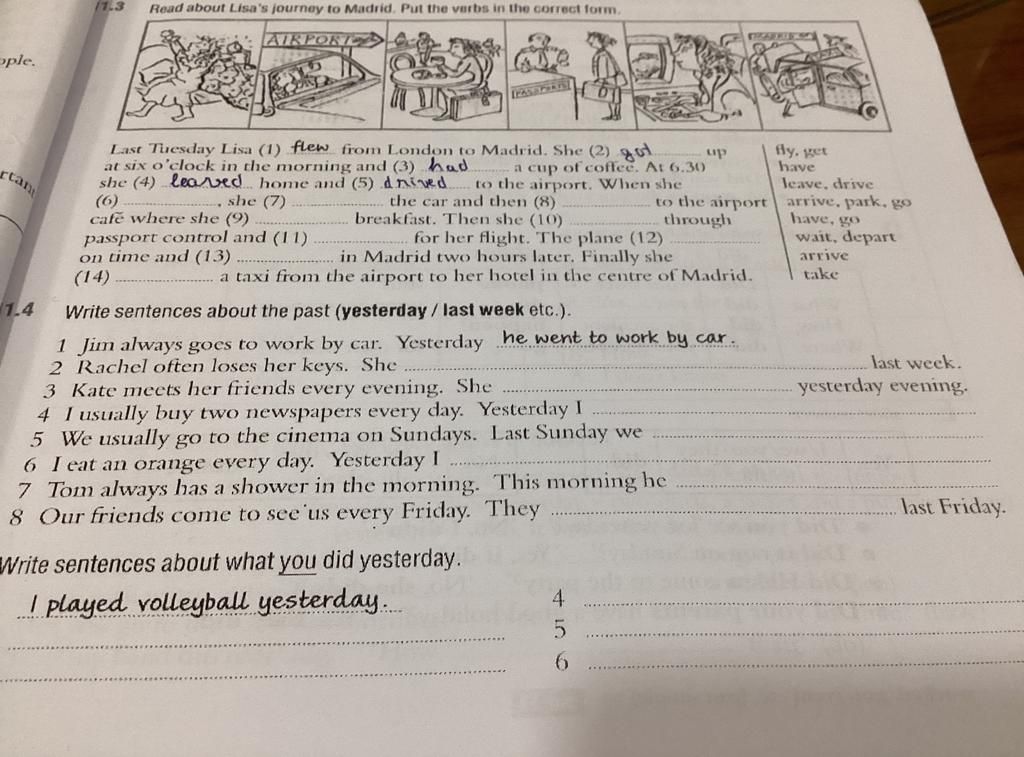 11.3 Read about Lisa's journey to Madrid. Put the verbs in the correct form.
ople.
AIRPORT
PASSPORTS
Last Tuesday Lisa (1) flew from London to Madrid. She (2) got up fly, get
at six o'clock in the morning and (3) had a cup of coffee. At 6.30 have
she (4) leaved home and (5) drived to the airport. When she leave, drive
(6) ............, she (7) ............ the car and then (8) ............ to the airport arrive, park, go
café where she (9) ............ breakfast. Then she (10) ............ through have, go
passport control and (11) ............ for her flight. The plane (12) ............ wait, depart
on time and (13) ............ in Madrid two hours later. Finally she arrive
(14) ............ a taxi from the airport to her hotel in the centre of Madrid. take
rtant
11.4 Write sentences about the past (yesterday / last week etc.).
1 Jim always goes to work by car. Yesterday he went to work by car.
2 Rachel often loses her keys. She ............ last week.
3 Kate meets her friends every evening. She ............ yesterday evening.
4 I usually buy two newspapers every day. Yesterday I ............
5 We usually go to the cinema on Sundays. Last Sunday we ............
6 I eat an orange every day. Yesterday I ............
7 Tom always has a shower in the morning. This morning he ............
8 Our friends come to see us every Friday. They ............ last Friday.
Write sentences about what you did yesterday.
I played volleyball yesterday.
4
5
6